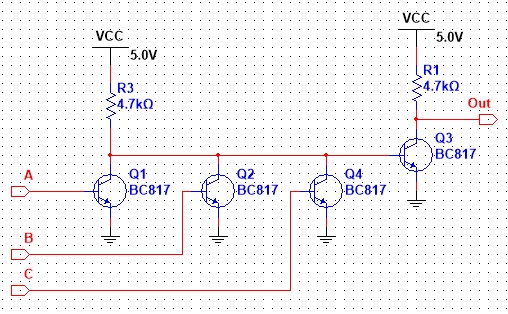 VCC
5.0V
R3
4.7kΩ
VCC
5.0V
R1
4.7kΩ
Out
Q3
BC817
A
Q1
BC817
Q2
BC817
Q4
BC817
B
C